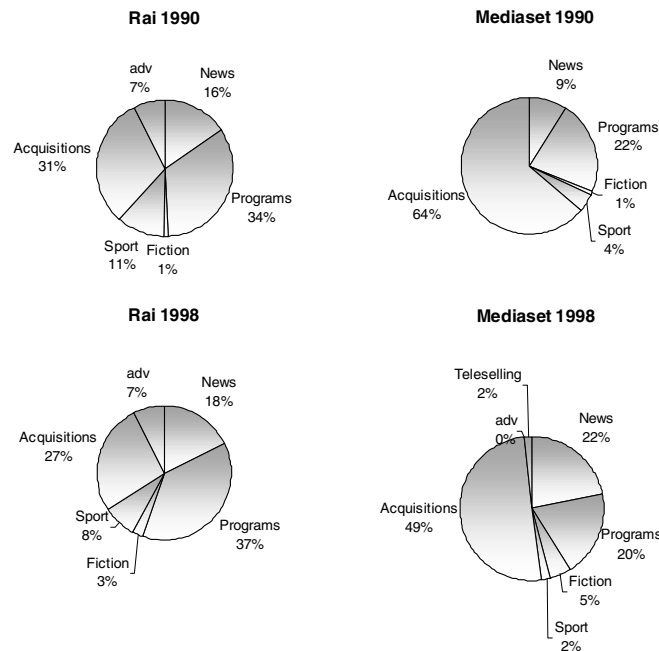 Rai 1990
adv
7%
News
16%
Acquisitions
31%
Programs
34%
Sport
11%
Fiction
1%
Mediaset 1990
News
9%
Programs
22%
Acquisitions
64%
Fiction
1%
Sport
4%
Rai 1998
adv
7%
News
18%
Acquisitions
27%
Sport
8%
Programs
37%
Fiction
3%
Mediaset 1998
Teleselling
2%
adv
0%
News
22%
Acquisitions
49%
Programs
20%
Fiction
5%
Sport
2%